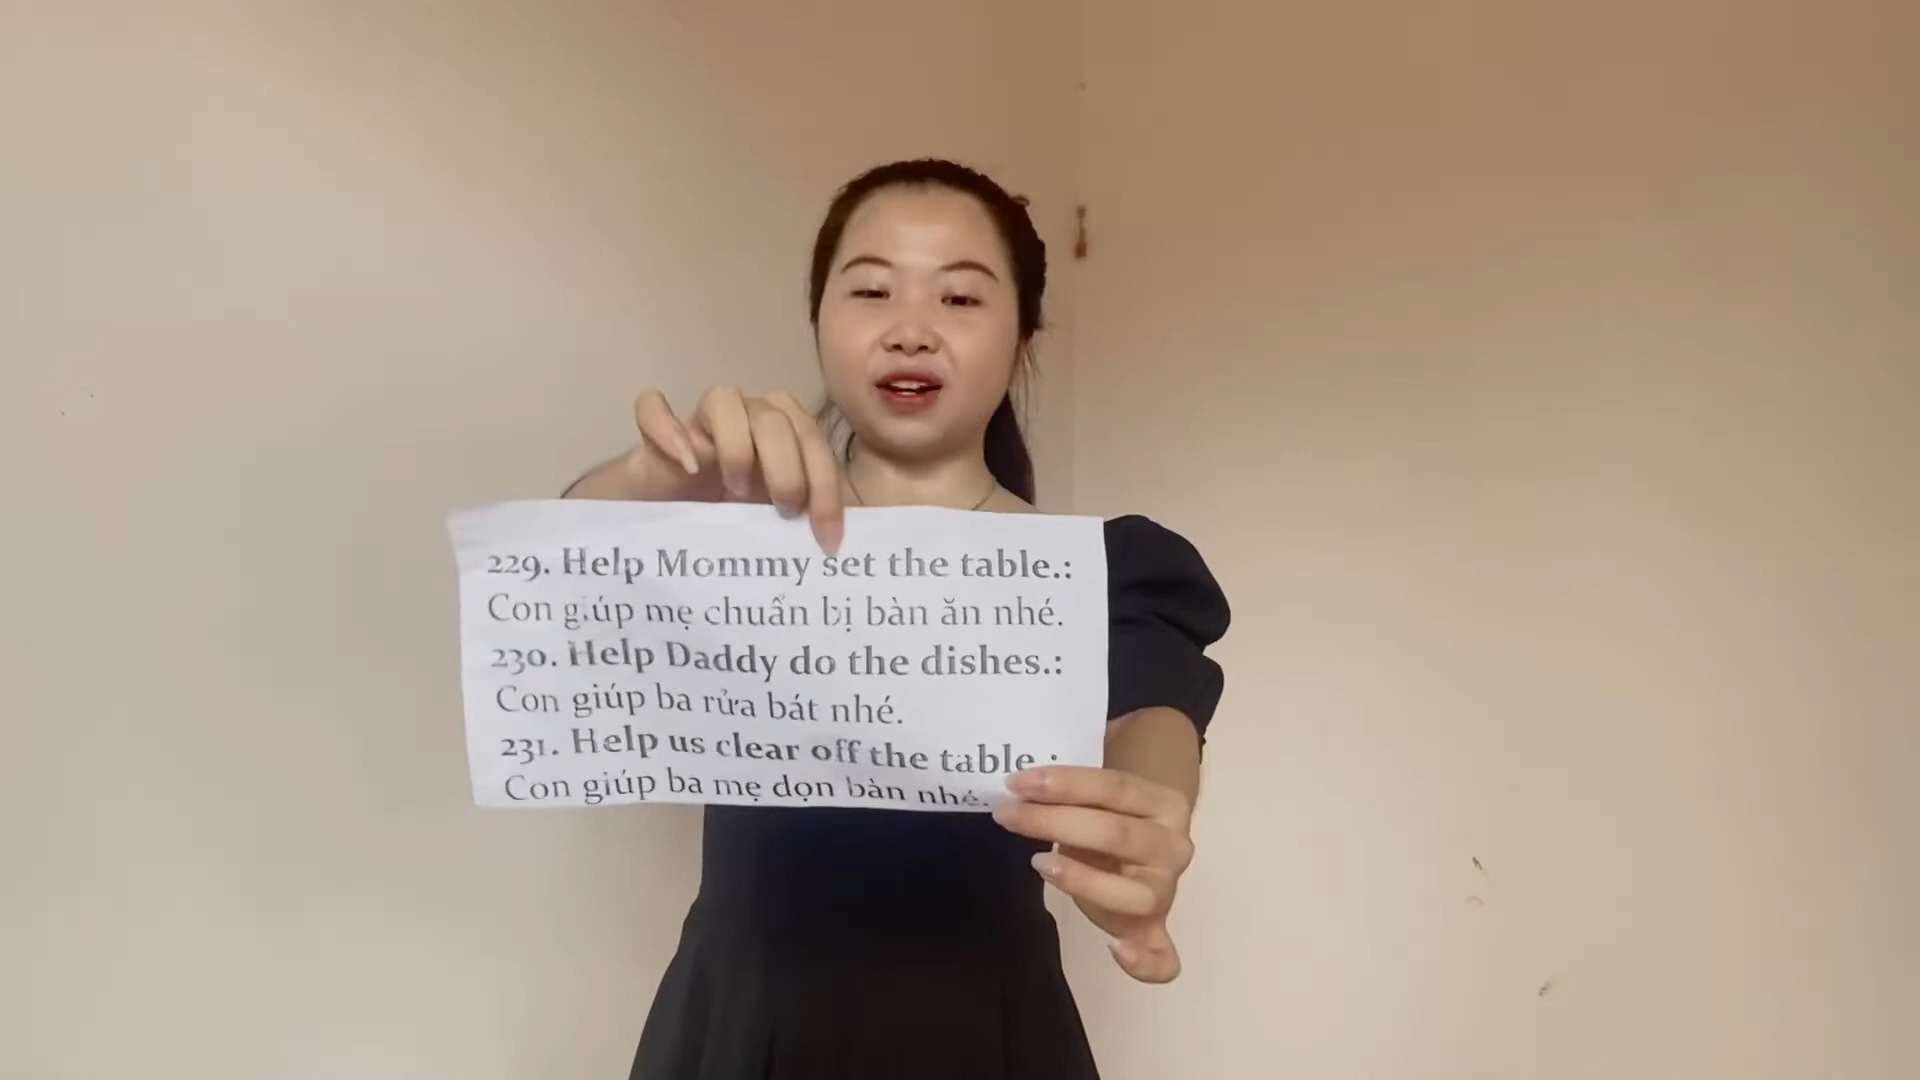 229. Help Mommy set the table.:
Con giúp mẹ chuẩn bị bàn ăn nhé.
230. Help Daddy do the dishes.:
Con giúp ba rửa bát nhé.
231. Help us clear off the table.:
Con giúp ba mẹ dọn bàn nhé.